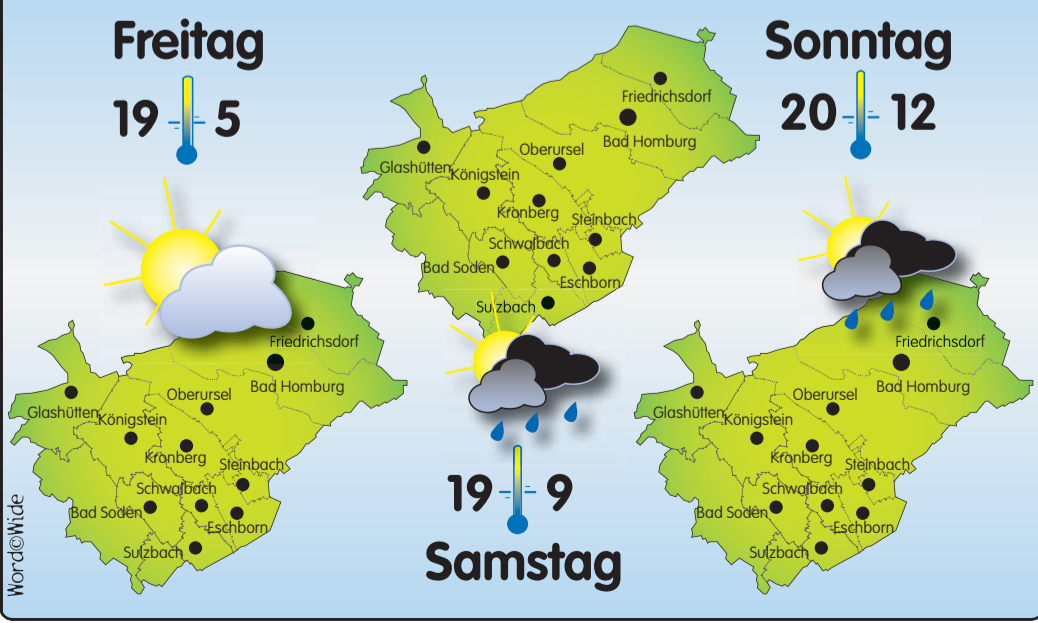 Freitag
19 5
Friedrichsdorf
Bad Homburg
Oberursel
Glashütten
Königstein
Kronberg
Steinbach
Schwalbach
Bad Soden
Eschborn
Sulzbach
Friedrichsdorf
Bad Homburg
Oberursel
Glashütten
Königstein
Kronberg
Steinbach
Schwalbach
Bad Soden
Eschborn
Sulzbach
19 9
Samstag
Sonntag
20 12
Friedrichsdorf
Bad Homburg
Oberursel
Glashütten
Königstein
Kronberg
Steinbach
Schwalbach
Bad Soden
Eschborn
Sulzbach
Word©Wide